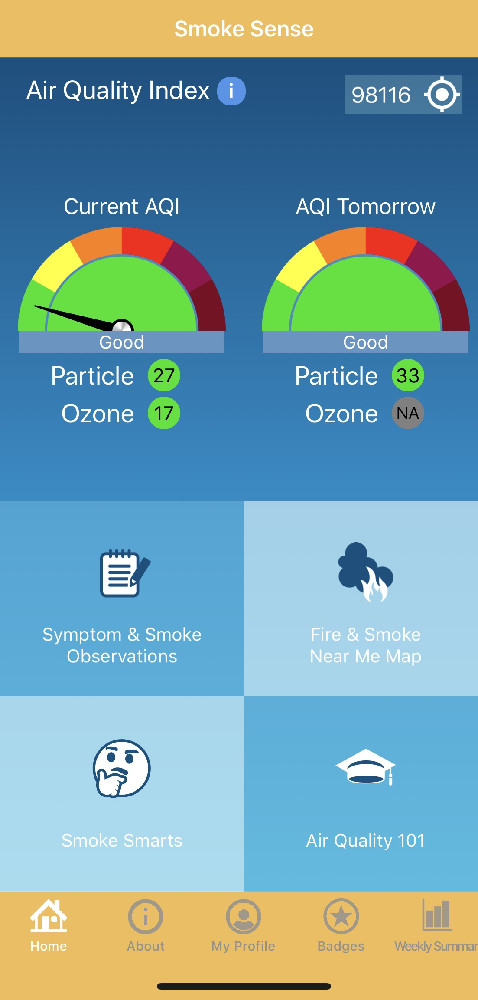 Smoke Sense
Air Quality Index i
98116
Current AQI
AQI Tomorrow
Good
Good
Particle 27
Particle 33
Ozone 17
Ozone NA
Symptom & Smoke
Observations
Fire & Smoke
Near Me Map
Smoke Smarts
Air Quality 101
Home
About
My Profile
Badges
Weekly Summar